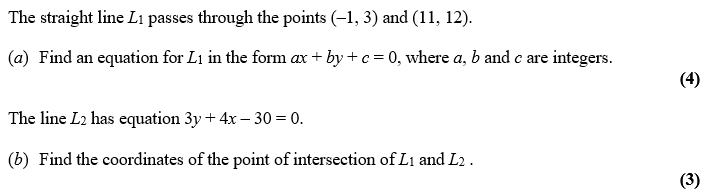 The straight line L1 passes through the points (–1, 3) and (11, 12).
(a) Find an equation for L1 in the form ax + by + c = 0, where a, b and c are integers.
(4)
The line L2 has equation 3y + 4x – 30 = 0.
(b) Find the coordinates of the point of intersection of L1 and L2 .
(3)